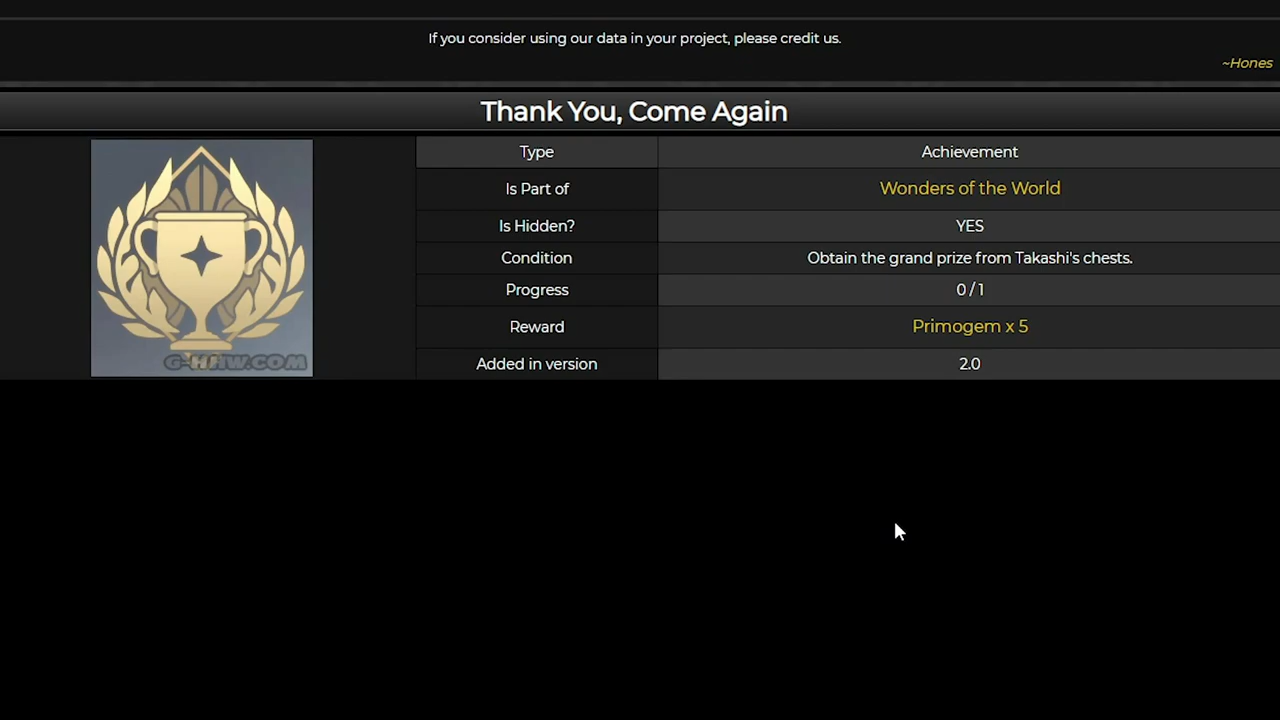 If you consider using our data in your project, please credit us.
~Hones
Thank You, Come Again
Type Achievement
Is Part of Wonders of the World
Is Hidden? YES
Condition Obtain the grand prize from Takashi's chests.
Progress 0 / 1
Reward Primogem x 5
Added in version 2.0